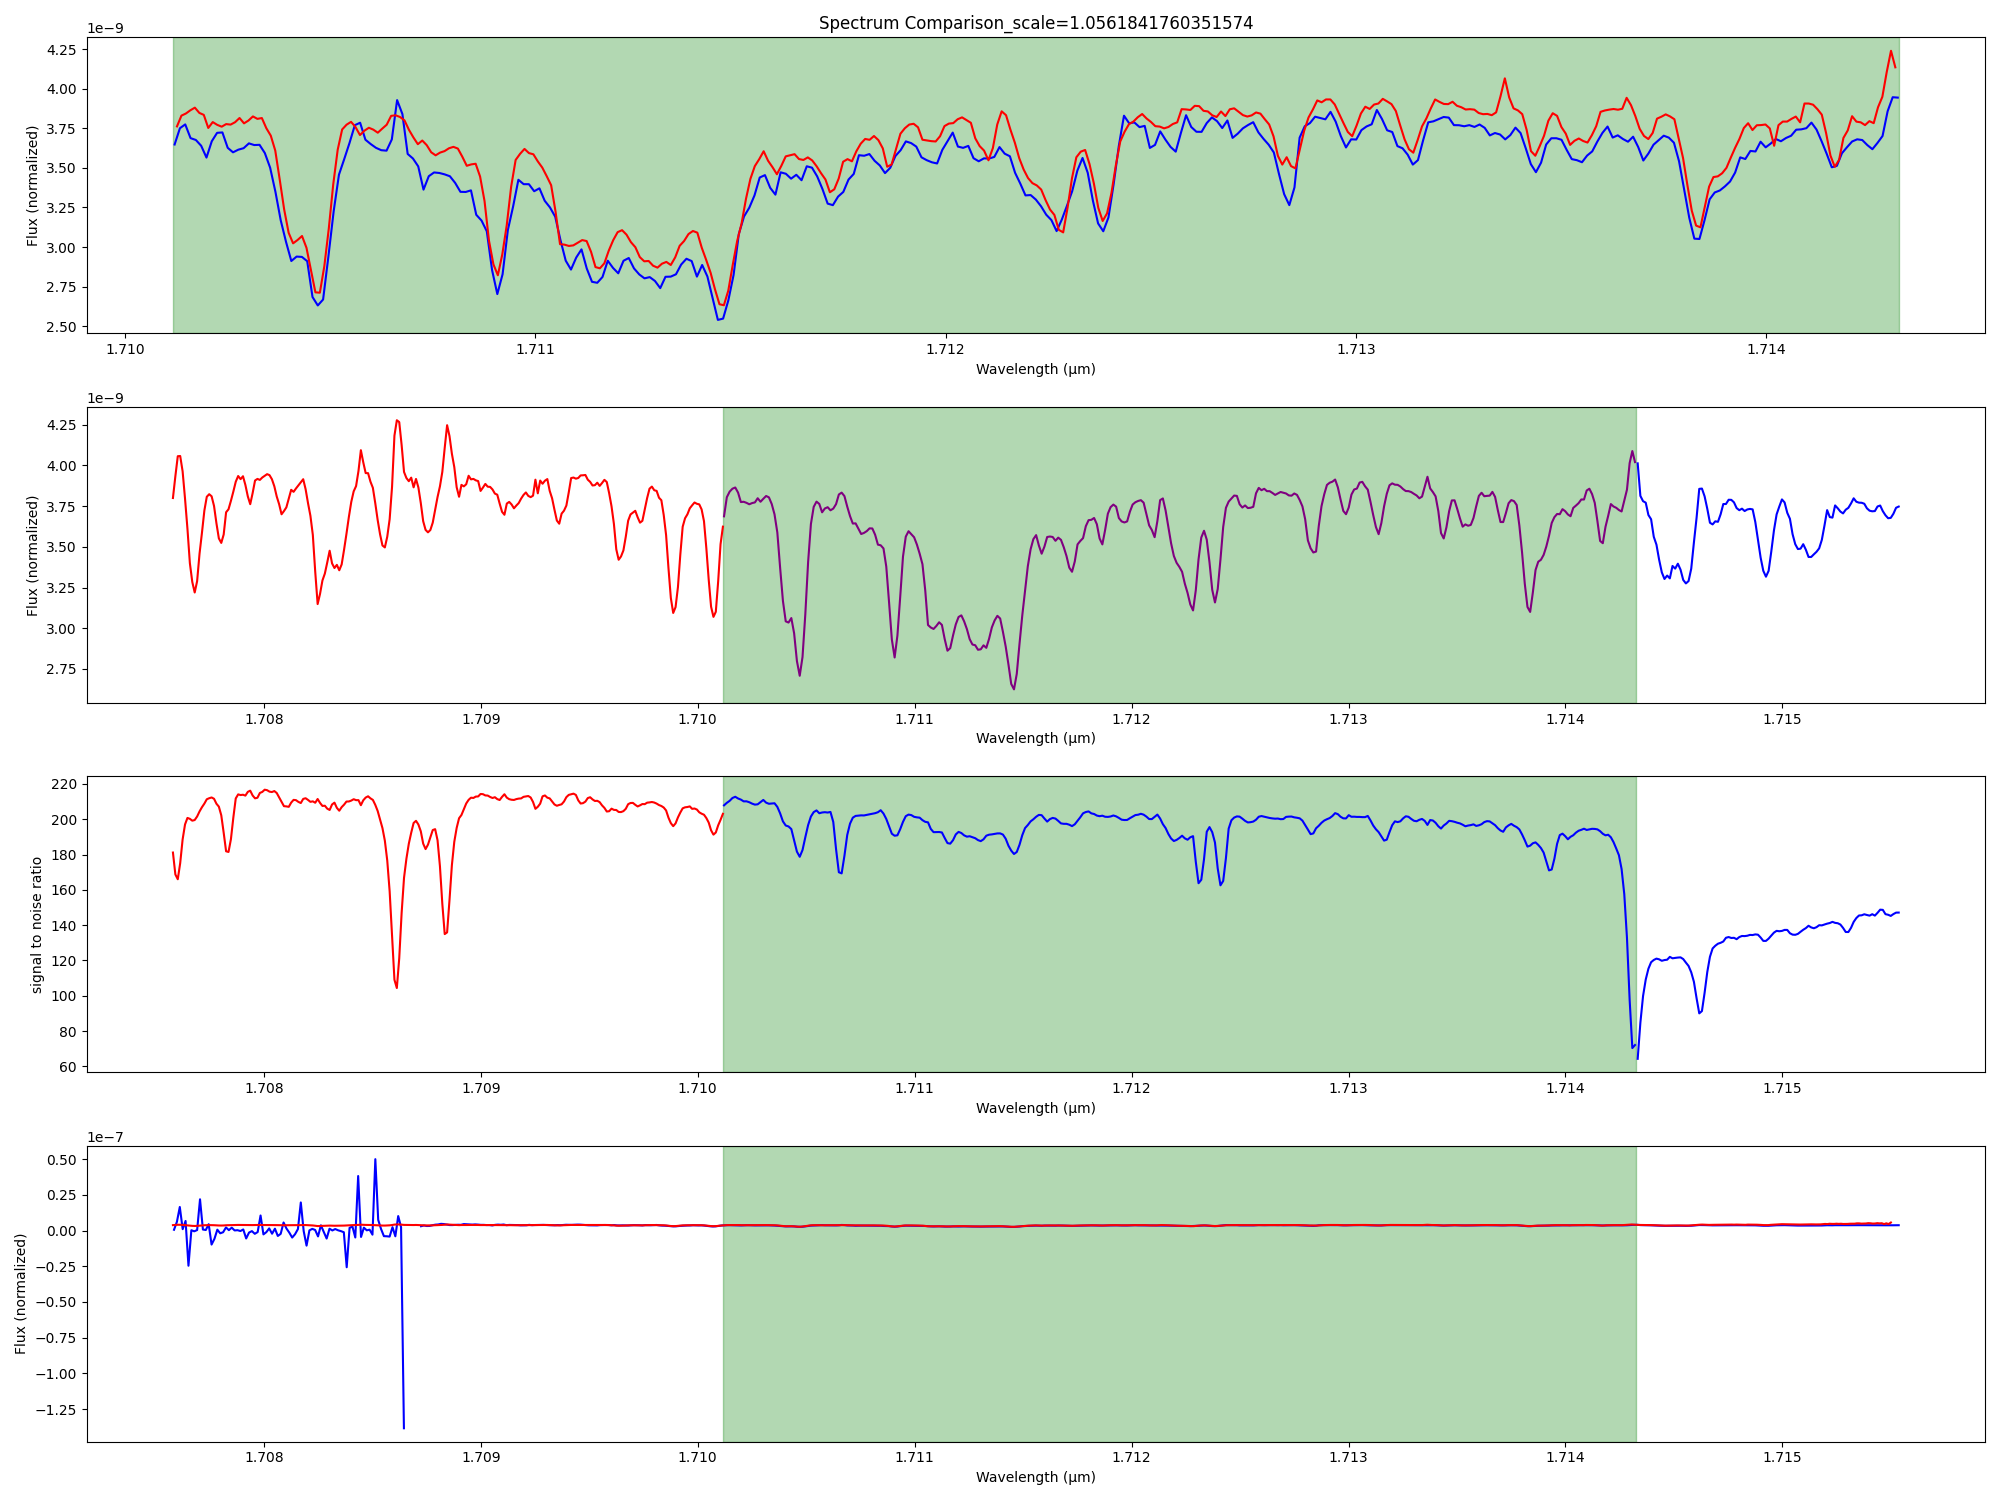 Spectrum Comparison_scale=1.0561841760351574
1e−9
4.25
4.00
3.75
3.50
3.25
3.00
2.75
2.50
Flux (normalized)
1.710 1.711 1.712 1.713 1.714
Wavelength (μm)
1e−9
4.25
4.00
3.75
3.50
3.25
3.00
2.75
Flux (normalized)
1.708 1.709 1.710 1.711 1.712 1.713 1.714 1.715
Wavelength (μm)
220
200
180
160
140
120
100
80
60
signal to noise ratio
1.708 1.709 1.710 1.711 1.712 1.713 1.714 1.715
Wavelength (μm)
1e−7
0.50
0.25
0.00
−0.25
−0.50
−0.75
−1.00
−1.25
Flux (normalized)
1.708 1.709 1.710 1.711 1.712 1.713 1.714 1.715
Wavelength (μm)